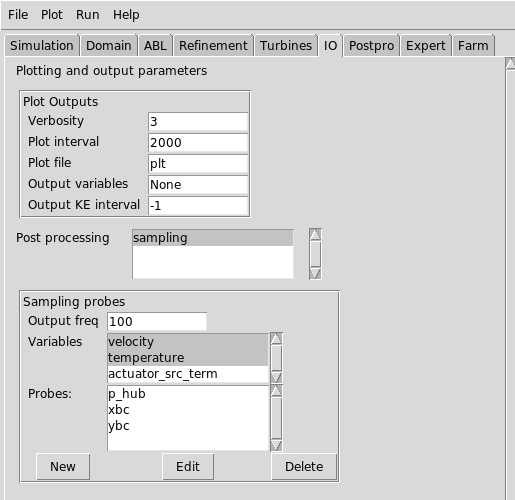 File Plot Run Help
Simulation Domain ABL Refinement Turbines IO Postpro Expert Farm
Plotting and output parameters
Plot Outputs
Verbosity 3
Plot interval 2000
Plot file plt
Output variables None
Output KE interval -1
Post processing sampling
Sampling probes
Output freq 100
Variables velocity
temperature
actuator_src_term
Probes: p_hub
xbc
ybc
New Edit Delete